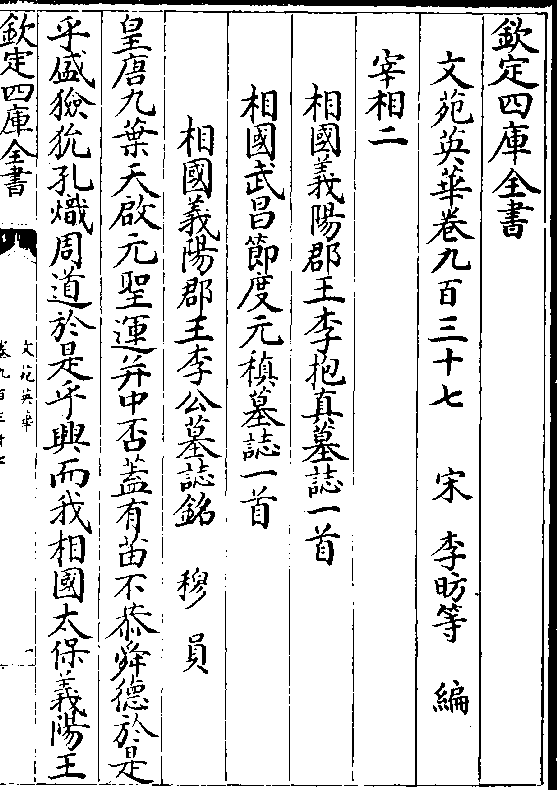 欽定四庫全書
文苑英華卷九百三十七 宋 李昉等 編
宰相二
相國義陽郡王李抱真墓誌一首
相國武昌節度元稹墓誌一首
相國義陽郡王李公墓誌銘 穆員
皇唐九葉天啟元聖運并中否蓋有苗不恭舜德於是
乎盛獫狁孔熾周道於是乎興而我相國太保義陽王
欽定四庫全書
文苑英華
卷九百三十七